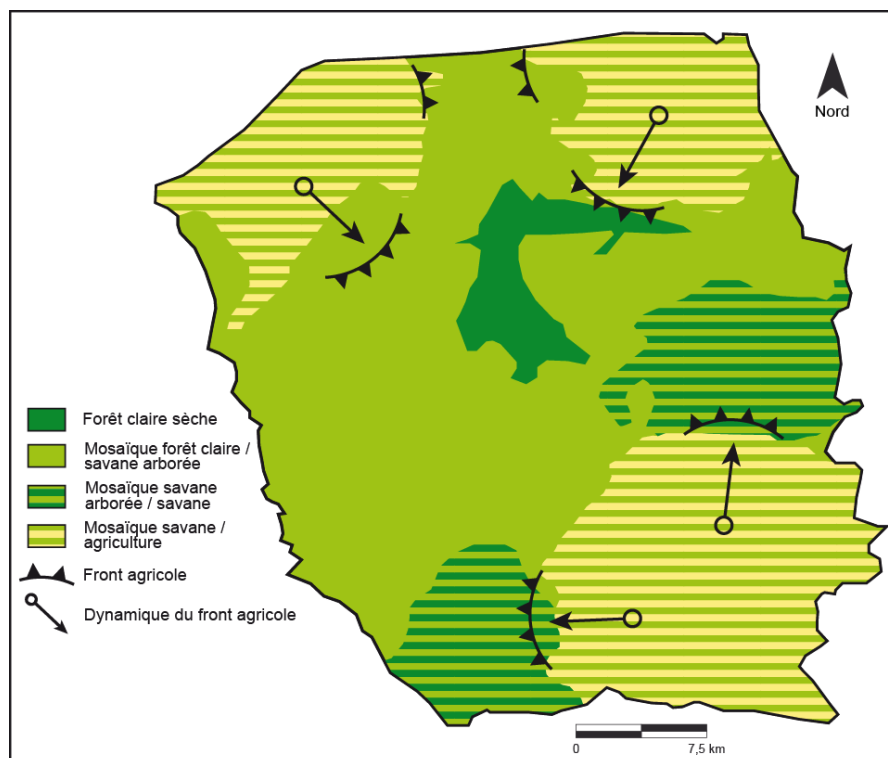 Nord
Forêt claire sèche
Mosaïque forêt claire /
savane arborée
Mosaïque savane
arborée / savane
Mosaïque savane /
agriculture
Front agricole
Dynamique du front agricole
0 7,5 km